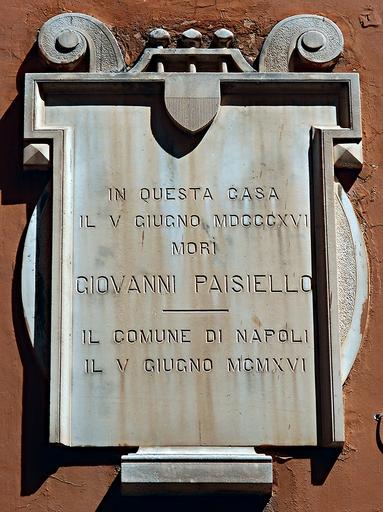 IN QUESTA CASA
IL V GIUGNO MDCCCXVI
MORÌ
GIOVANNI PAISIELLO
IL COMUNE DI NAPOLI
IL V GIUGNO MCMXVI